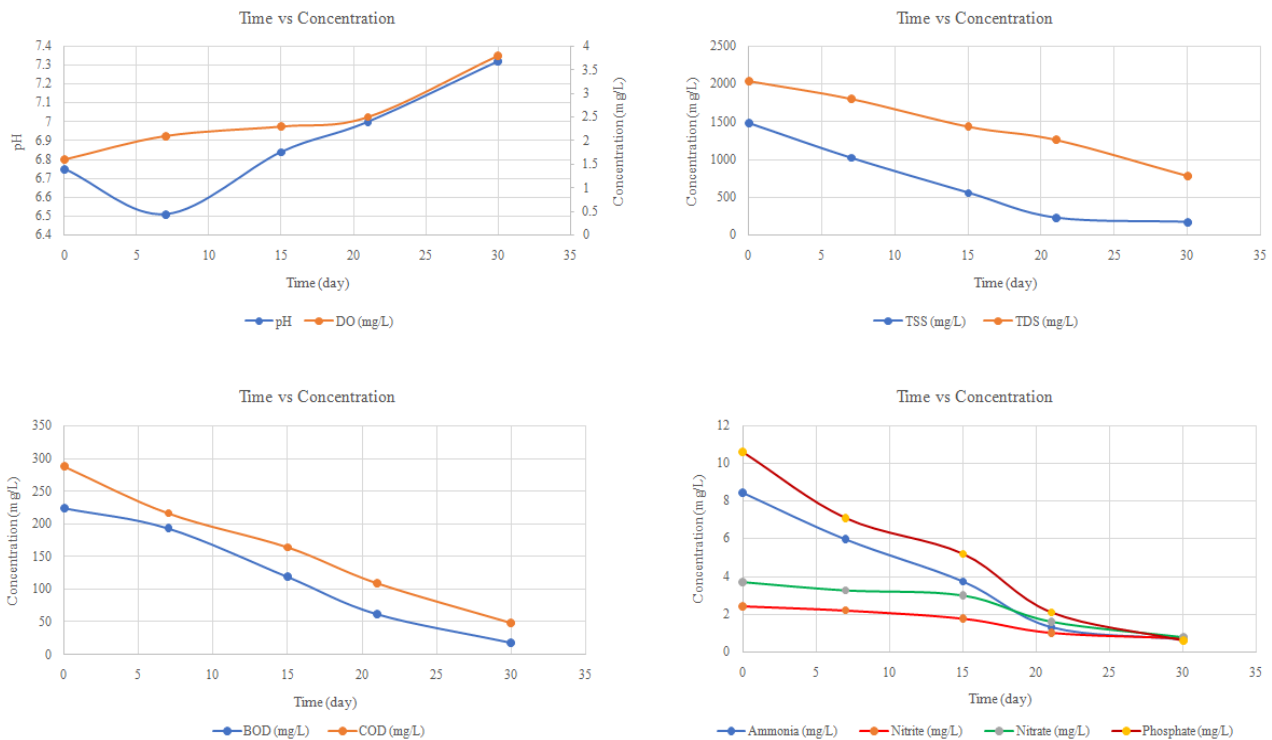 Time vs Concentration
pH
7.4
7.3
7.2
7.1
7
6.9
6.8
6.7
6.6
6.5
6.4
4
3.5
3
2.5
2
1.5
1
0.5
0
Concentration (mg/L)
0 5 10 15 20 25 30 35
Time (day)
pH DO (mg/L)
Time vs Concentration
Concentration (mg/L)
2500
2000
1500
1000
500
0
0 5 10 15 20 25 30 35
Time (day)
TSS (mg/L) TDS (mg/L)
Time vs Concentration
Concentration (mg/L)
350
300
250
200
150
100
50
0
0 5 10 15 20 25 30 35
Time (day)
BOD (mg/L) COD (mg/L)
Time vs Concentration
Concentration (mg/L)
12
10
8
6
4
2
0
0 5 10 15 20 25 30 35
Time (day)
Ammonia (mg/L) Nitrite (mg/L) Nitrate (mg/L) Phosphate (mg/L)